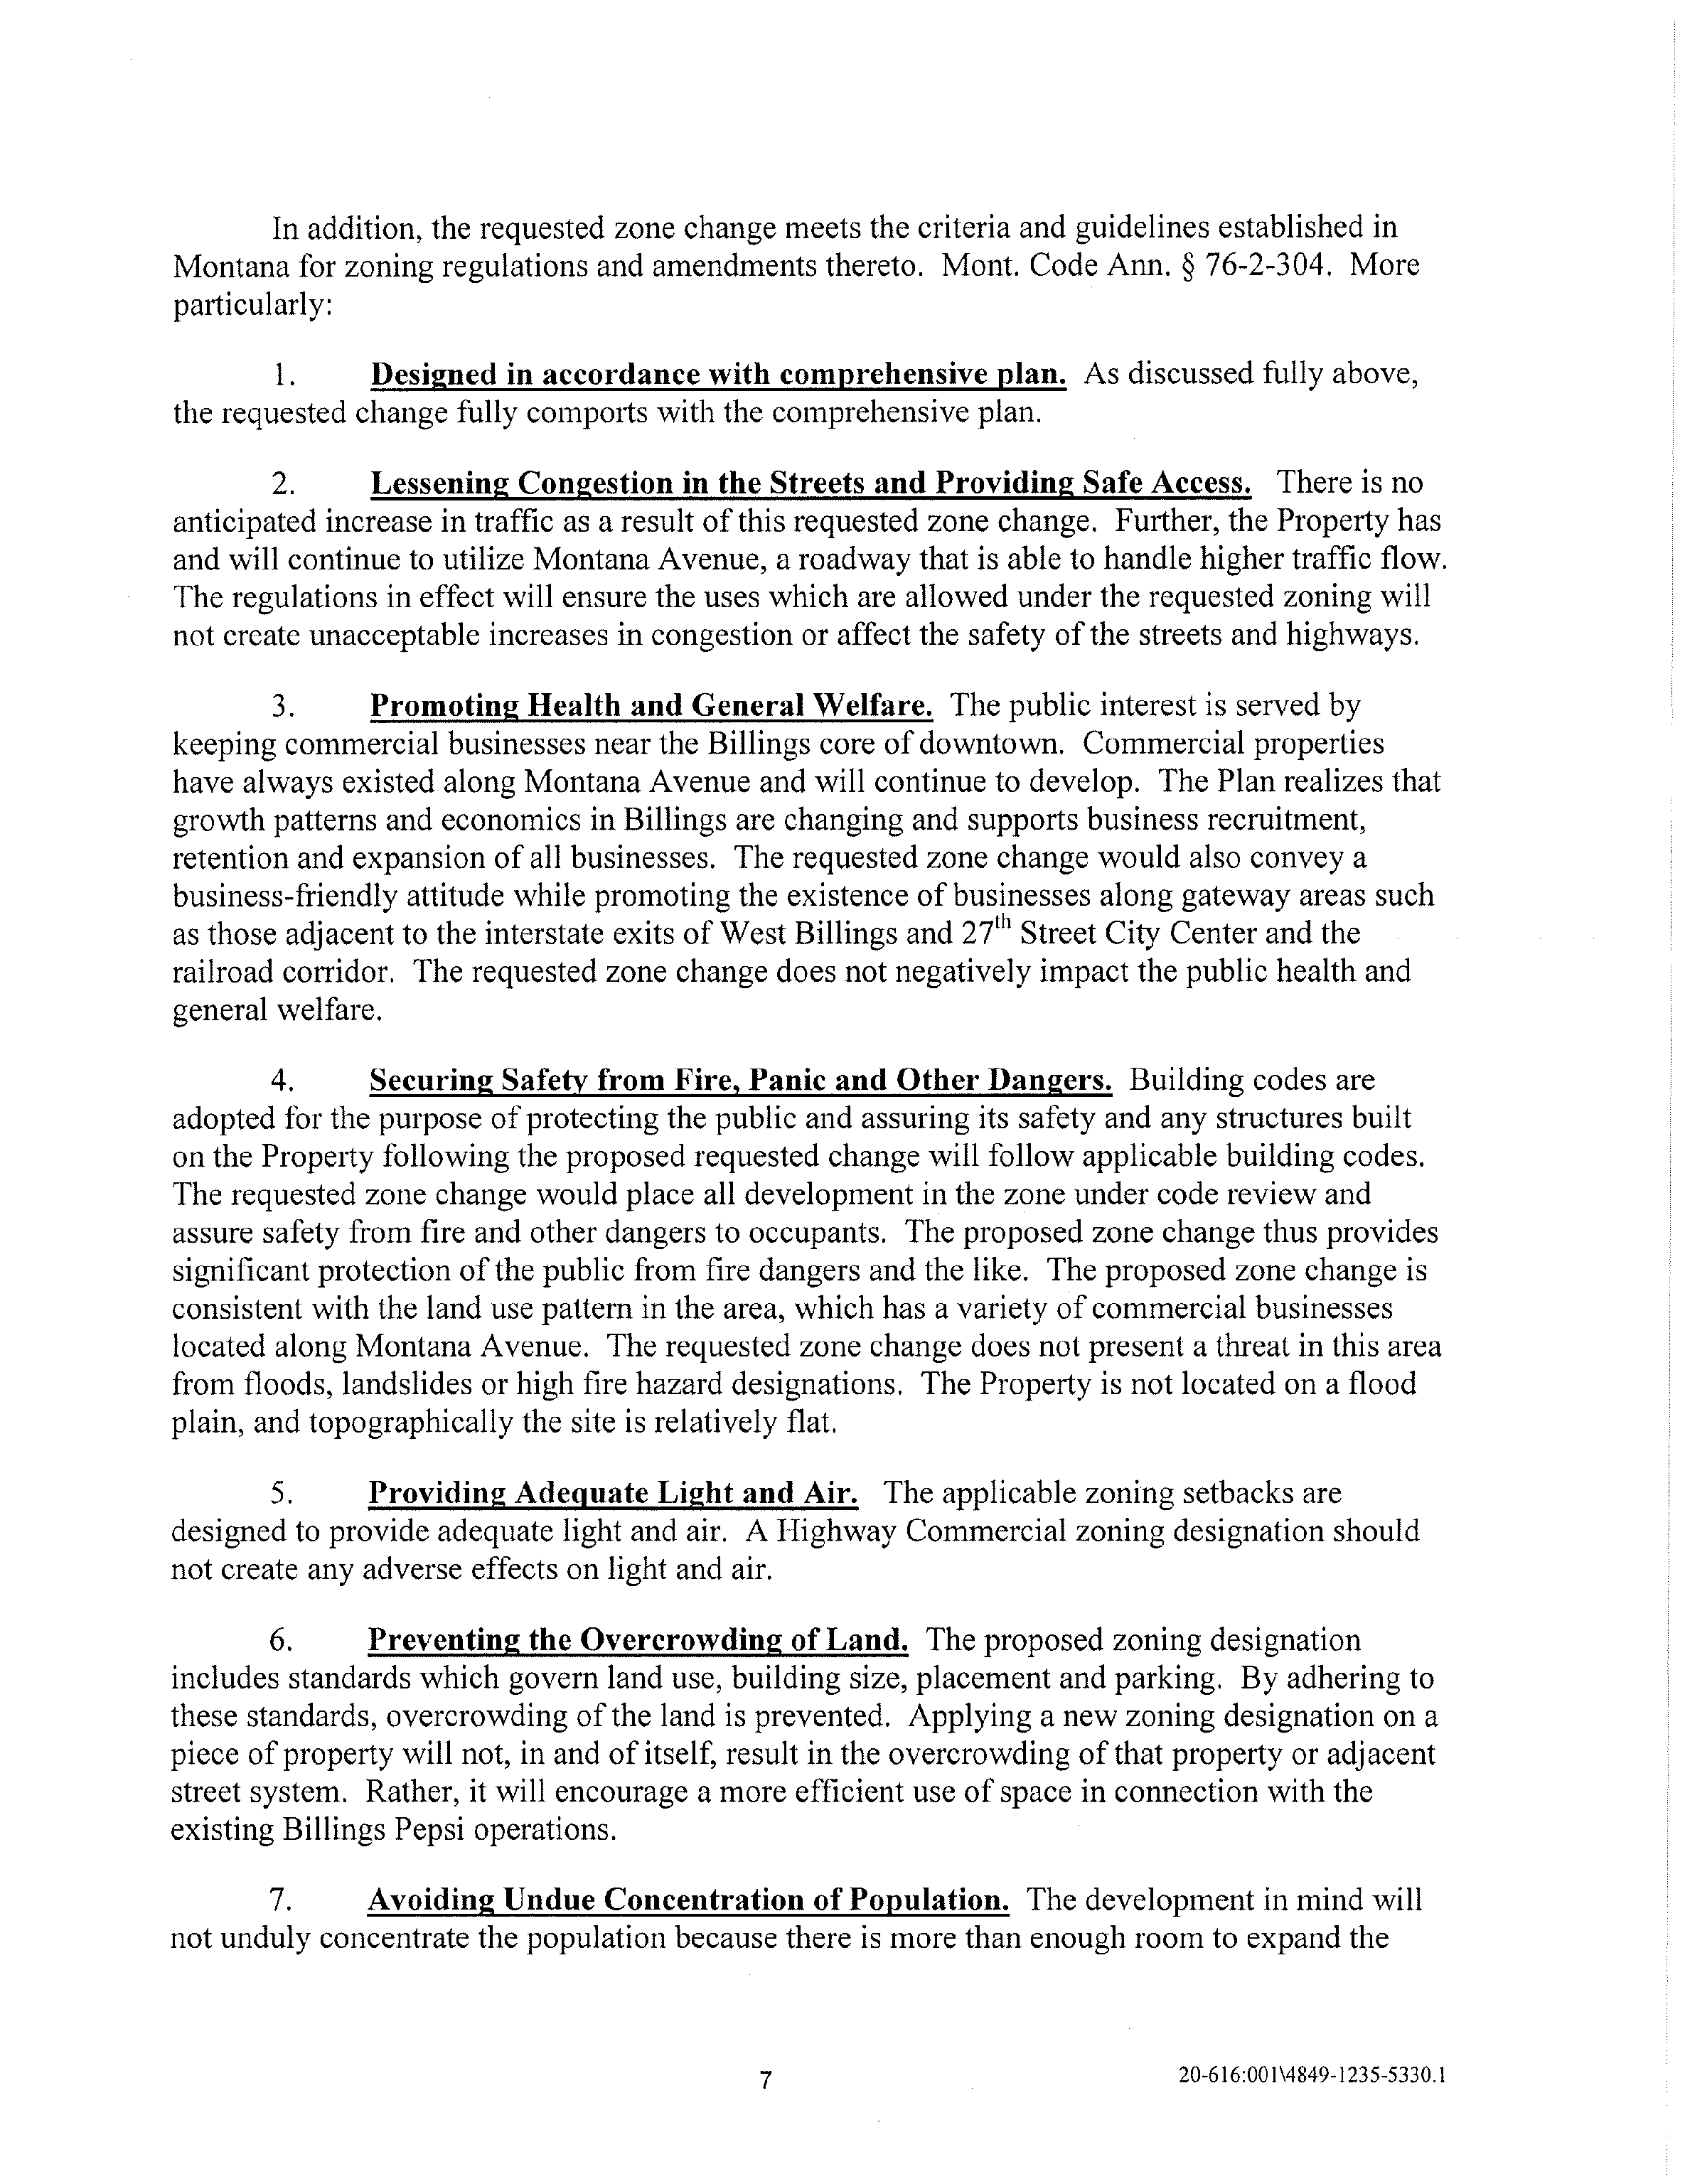 In addition, the requested zone change meets the criteria and guidelines established in
Montana for zoning regulations and amendments thereto. Mont. Code Ann. § 76-2-304. More
particularly:
1. Designed in accordance with comprehensive plan. As discussed fully above,
the requested change fully comports with the comprehensive plan.
2. Lessening Congestion in the Streets and Providing Safe Access. There is no
anticipated increase in traffic as a result of this requested zone change. Further, the Property has
and will continue to utilize Montana Avenue, a roadway that is able to handle higher traffic flow.
The regulations in effect will ensure the uses which are allowed under the requested zoning will
not create unacceptable increases in congestion or affect the safety of the streets and highways.
3. Promoting Health and General Welfare. The public interest is served by
keeping commercial businesses near the Billings core of downtown. Commercial properties
have always existed along Montana Avenue and will continue to develop. The Plan realizes that
growth patterns and economics in Billings are changing and supports business recruitment,
retention and expansion of all businesses. The requested zone change would also convey a
business-friendly attitude while promoting the existence of businesses along gateway areas such
as those adjacent to the interstate exits of West Billings and 27th Street City Center and the
railroad corridor. The requested zone change does not negatively impact the public health and
general welfare.
4. Securing Safety from Fire, Panic and Other Dangers. Building codes are
adopted for the purpose of protecting the public and assuring its safety and any structures built
on the Property following the proposed requested change will follow applicable building codes.
The requested zone change would place all development in the zone under code review and
assure safety from fire and other dangers to occupants. The proposed zone change thus provides
significant protection of the public from fire dangers and the like. The proposed zone change is
consistent with the land use pattern in the area, which has a variety of commercial businesses
located along Montana Avenue. The requested zone change does not present a threat in this area
from floods, landslides or high fire hazard designations. The Property is not located on a flood
plain, and topographically the site is relatively flat.
5. Providing Adequate Light and Air. The applicable zoning setbacks are
designed to provide adequate light and air. A Highway Commercial zoning designation should
not create any adverse effects on light and air.
6. Preventing the Overcrowding of Land. The proposed zoning designation
includes standards which govern land use, building size, placement and parking. By adhering to
these standards, overcrowding of the land is prevented. Applying a new zoning designation on a
piece of property will not, in and of itself, result in the overcrowding of that property or adjacent
street system. Rather, it will encourage a more efficient use of space in connection with the
existing Billings Pepsi operations.
7. Avoiding Undue Concentration of Population. The development in mind will
not unduly concentrate the population because there is more than enough room to expand the
7
20-616:001\4849-1235-5330.1